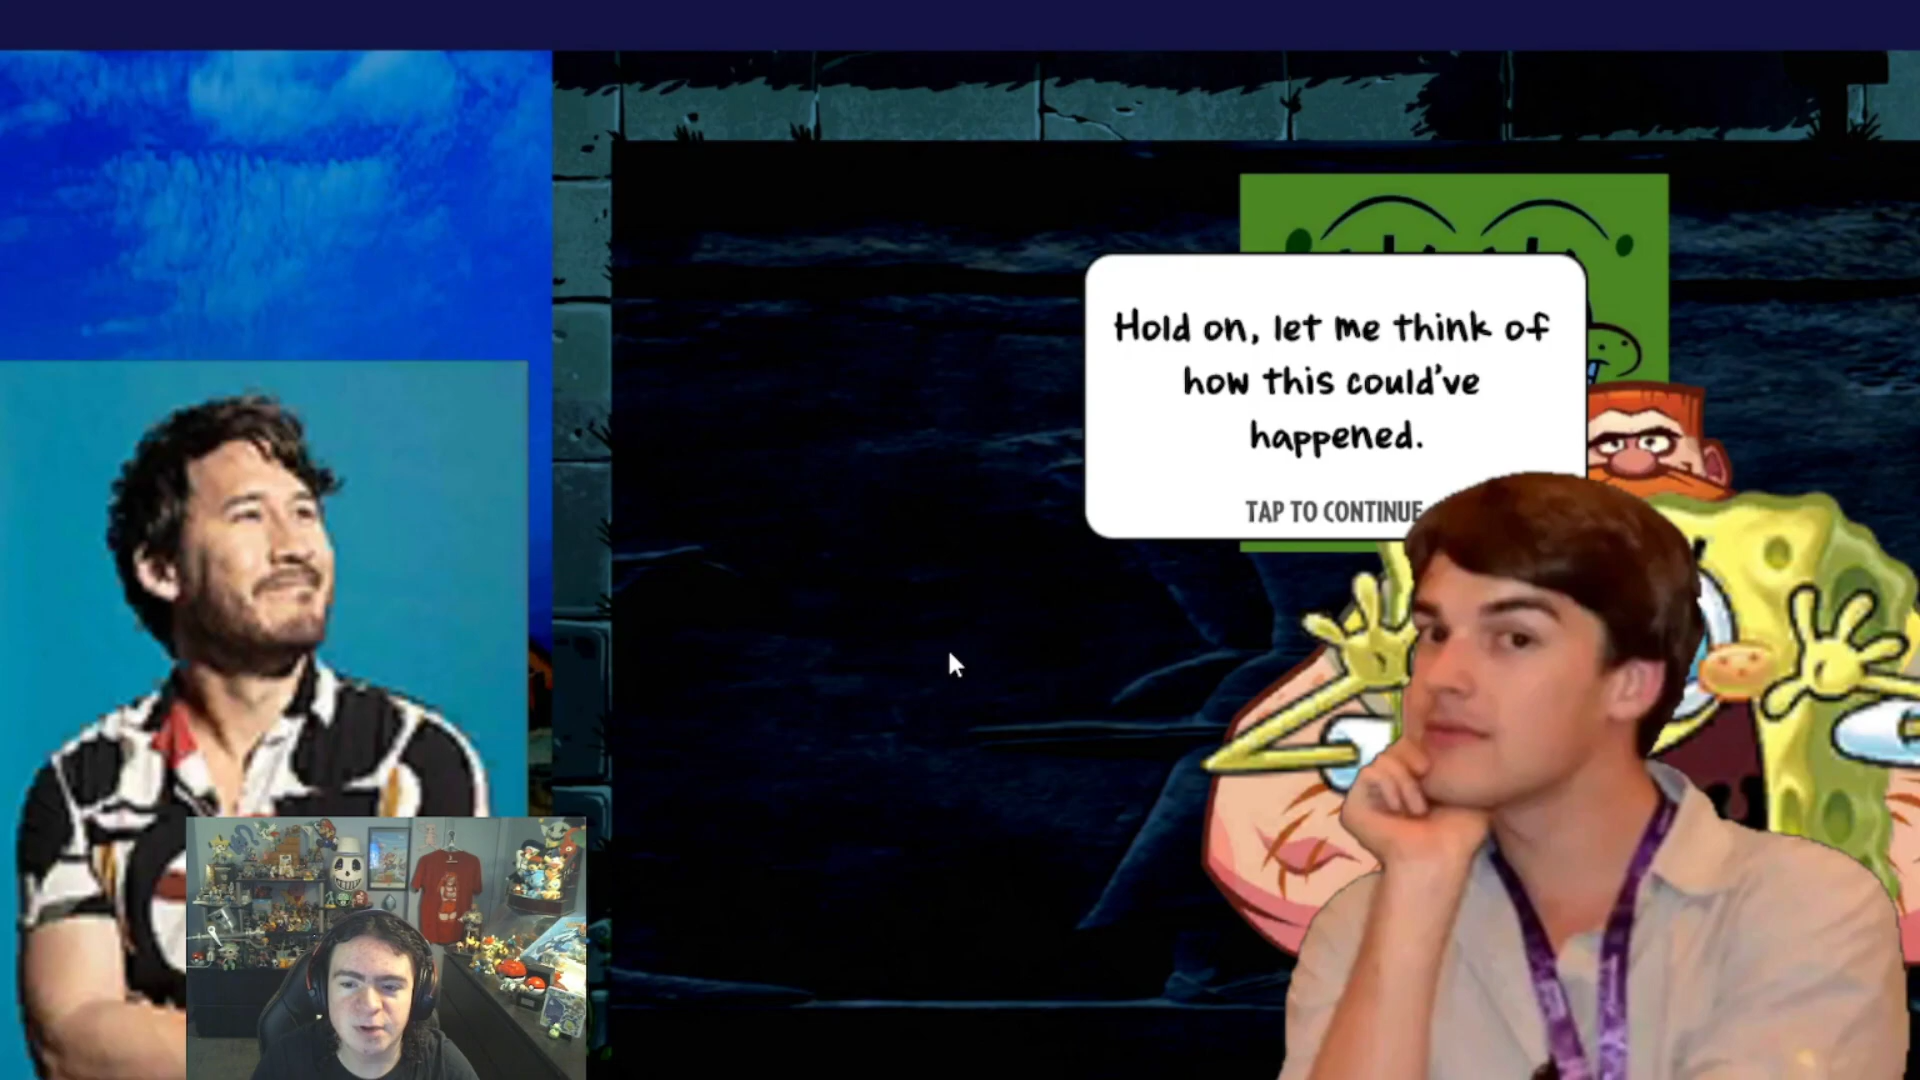 Hold on, let me think of
how this could've
happened.
TAP TO CONTINUE